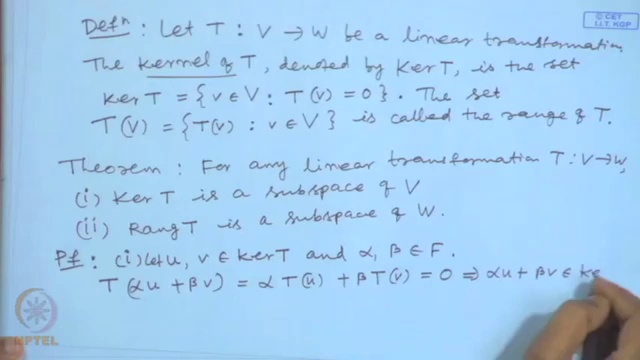 © CET
I.I.T. KGP
Defⁿ : Let T : V → W be a linear transformation.
The kernel of T, denoted by Ker T, is the set
ker T = {v ∈ V : T(v) = 0}. The set
T(V) = {T(v) : v ∈ V} is called the range of T.
Theorem : For any linear transformation T : V → W,
(i) Ker T is a subspace of V
(ii) Rang T is a subspace of W.
Pf : (i) Let u, v ∈ ker T and α, β ∈ F.
T(αu + βv) = α T(u) + β T(v) = 0 ⇒ αu + βv ∈ ke
NPTEL